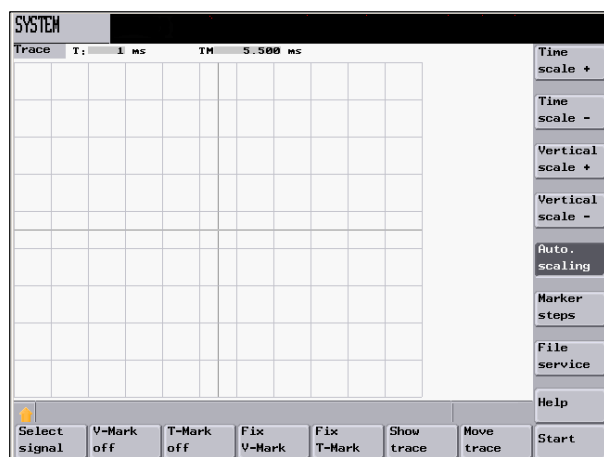 SYSTEM
Trace T: 1 ms TM 5.500 ms
Time
scale +
Time
scale -
Vertical
scale +
Vertical
scale -
Auto.
scaling
Marker
steps
File
service
Help
Select
signal
V-Mark
off
T-Mark
off
Fix
V-Mark
Fix
T-Mark
Show
trace
Move
trace
Start